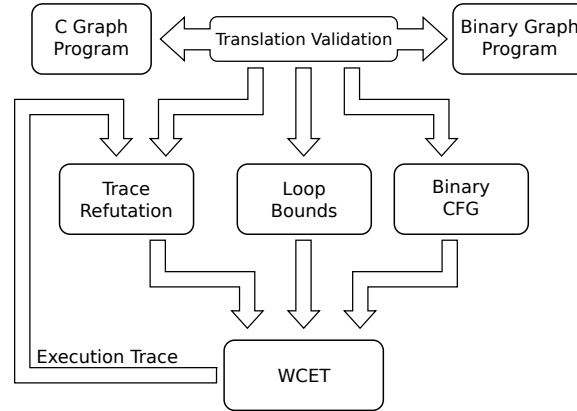 C Graph
Program
Translation Validation
Binary Graph
Program
Trace
Refutation
Loop
Bounds
Binary
CFG
Execution Trace
WCET